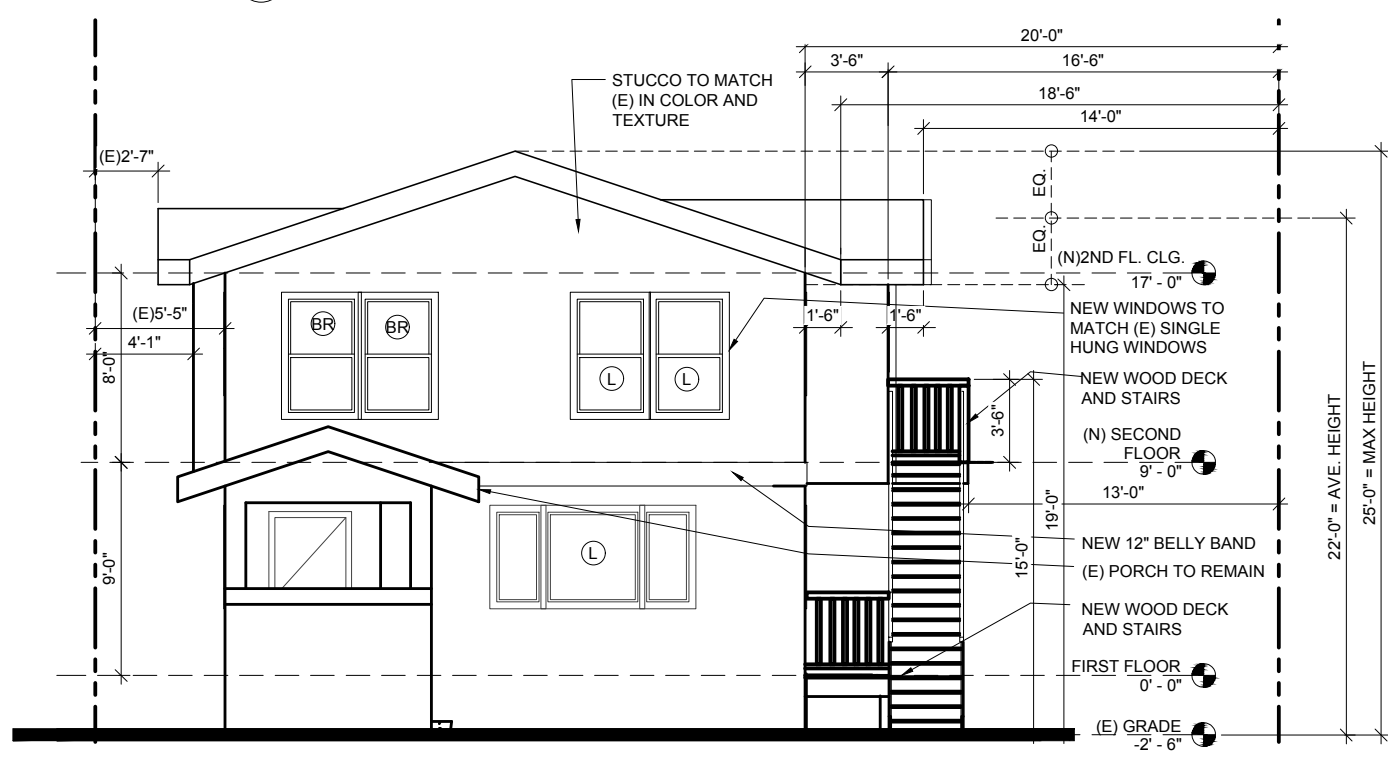 20'-0"
3'-6"
16'-6"
STUCCO TO MATCH
(E) IN COLOR AND
TEXTURE
18'-6"
14'-0"
(E)2'-7"
EQ.
EQ.
(N)2ND FL. CLG.
17' - 0"
(E)5'-5"
4'-1"
8'-0"
BR
BR
L
L
1'-6"
1'-6"
NEW WINDOWS TO
MATCH (E) SINGLE
HUNG WINDOWS
NEW WOOD DECK
AND STAIRS
3'-6"
(N) SECOND
FLOOR
9' - 0"
13'-0"
19'-0"
15'-0"
22'-0" = AVE. HEIGHT
25'-0" = MAX HEIGHT
9'-0"
L
NEW 12" BELLY BAND
(E) PORCH TO REMAIN
NEW WOOD DECK
AND STAIRS
FIRST FLOOR
0' - 0"
(E) GRADE
-2' - 6"